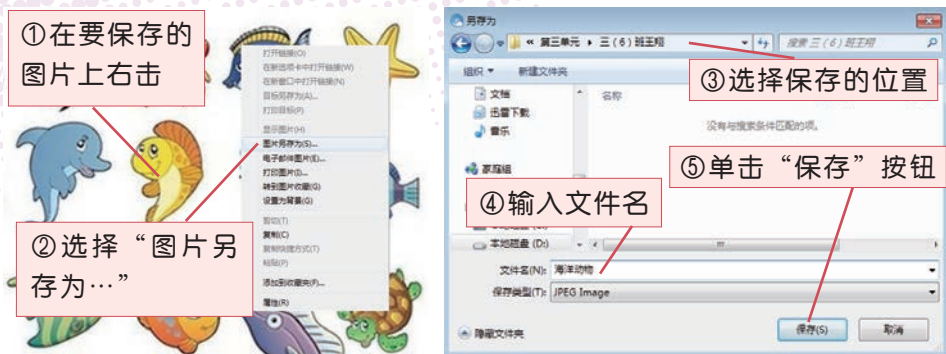 ①在要保存的
图片上右击
打开链接(O)
在新选项卡中打开链接(W)
在新窗口中打开链接(N)
目标另存为(A)...
打印目标(P)
显示图片(H)
图片另存为(S)...
电子邮件图片(E)...
打印图片(I)...
转到图片收藏(G)
设置为背景(G)
剪切(T)
复制(C)
复制快捷方式(T)
粘贴(P)
添加到收藏夹(F)...
属性(R)
②选择“图片另
存为…”
另存为
« 第三单元 ▸ 三(6)班王翔
搜索 三(6)班王翔
组织 新建文件夹
③选择保存的位置
文档
名称
迅雷下载
没有与搜索条件匹配的项。
音乐
家庭组
⑤单击“保存”按钮
④输入文件名
本地磁盘 (D:)
文件名(N): 海洋动物
保存类型(T): JPEG Image
隐藏文件夹
保存(S)
取消